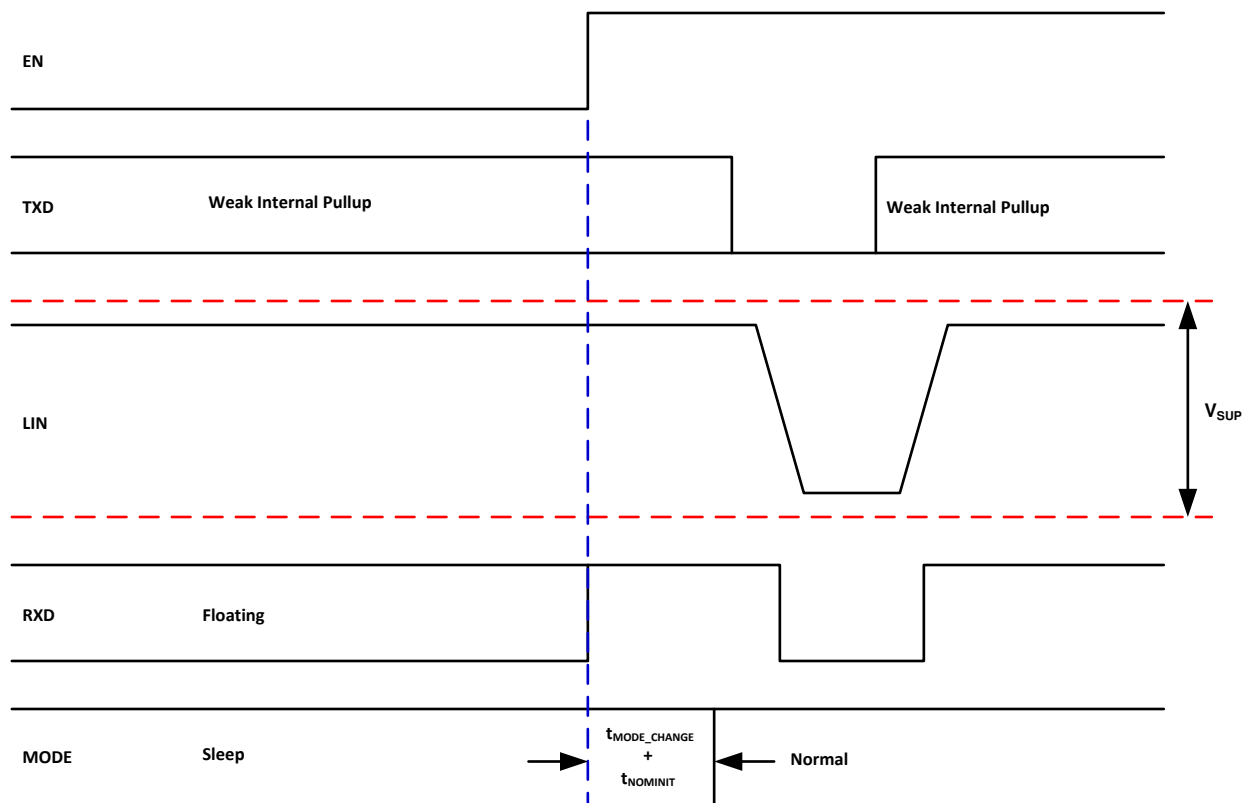 EN
TXD
Weak Internal Pullup
Weak Internal Pullup
LIN
VSUP
RXD
Floating
MODE
Sleep
tMODE_CHANGE
+
tNOMINIT
Normal